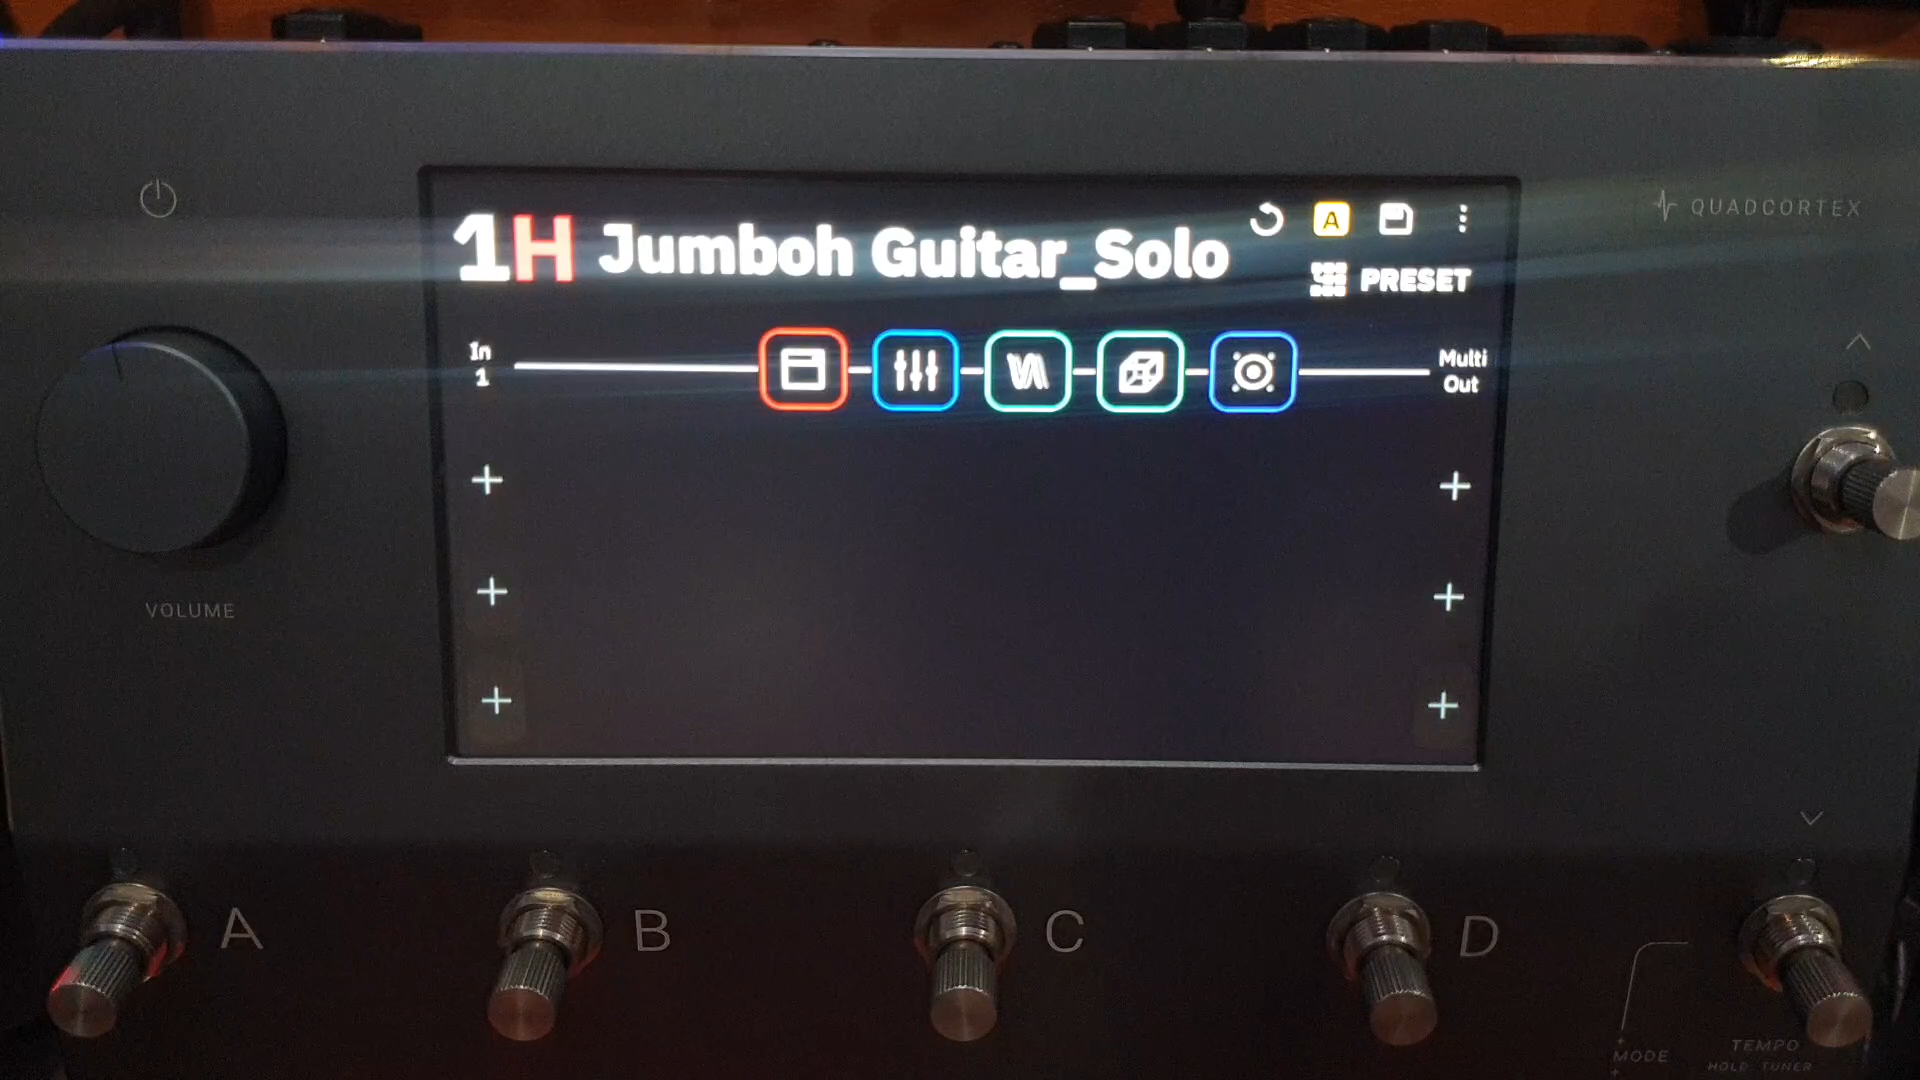 QUADCORTEX
1H Jumboh Guitar_Solo
A
PRESET
In
1
Multi
Out
VOLUME
A
B
C
D
MODE
TEMPO
HOLD: TUNER